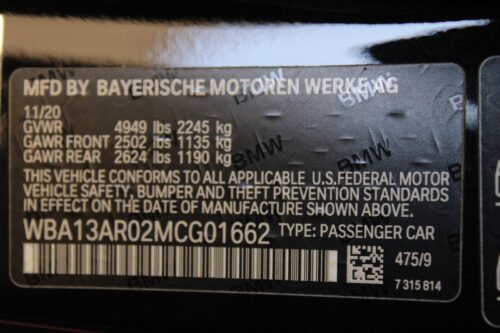 MFD BY BAYERISCHE MOTOREN WERKE AG
11/20
GVWR 4949 lbs 2245 kg
GAWR FRONT 2502 lbs 1135 kg
GAWR REAR 2624 lbs 1190 kg
THIS VEHICLE CONFORMS TO ALL APPLICABLE U.S.FEDERAL MOTOR
VEHICLE SAFETY, BUMPER AND THEFT PREVENTION STANDARDS
IN EFFECT ON THE DATE OF MANUFACTURE SHOWN ABOVE.
WBA13AR02MCG01662 TYPE: PASSENGER CAR
475/9
7 315 814
BMW
BMW
BMW